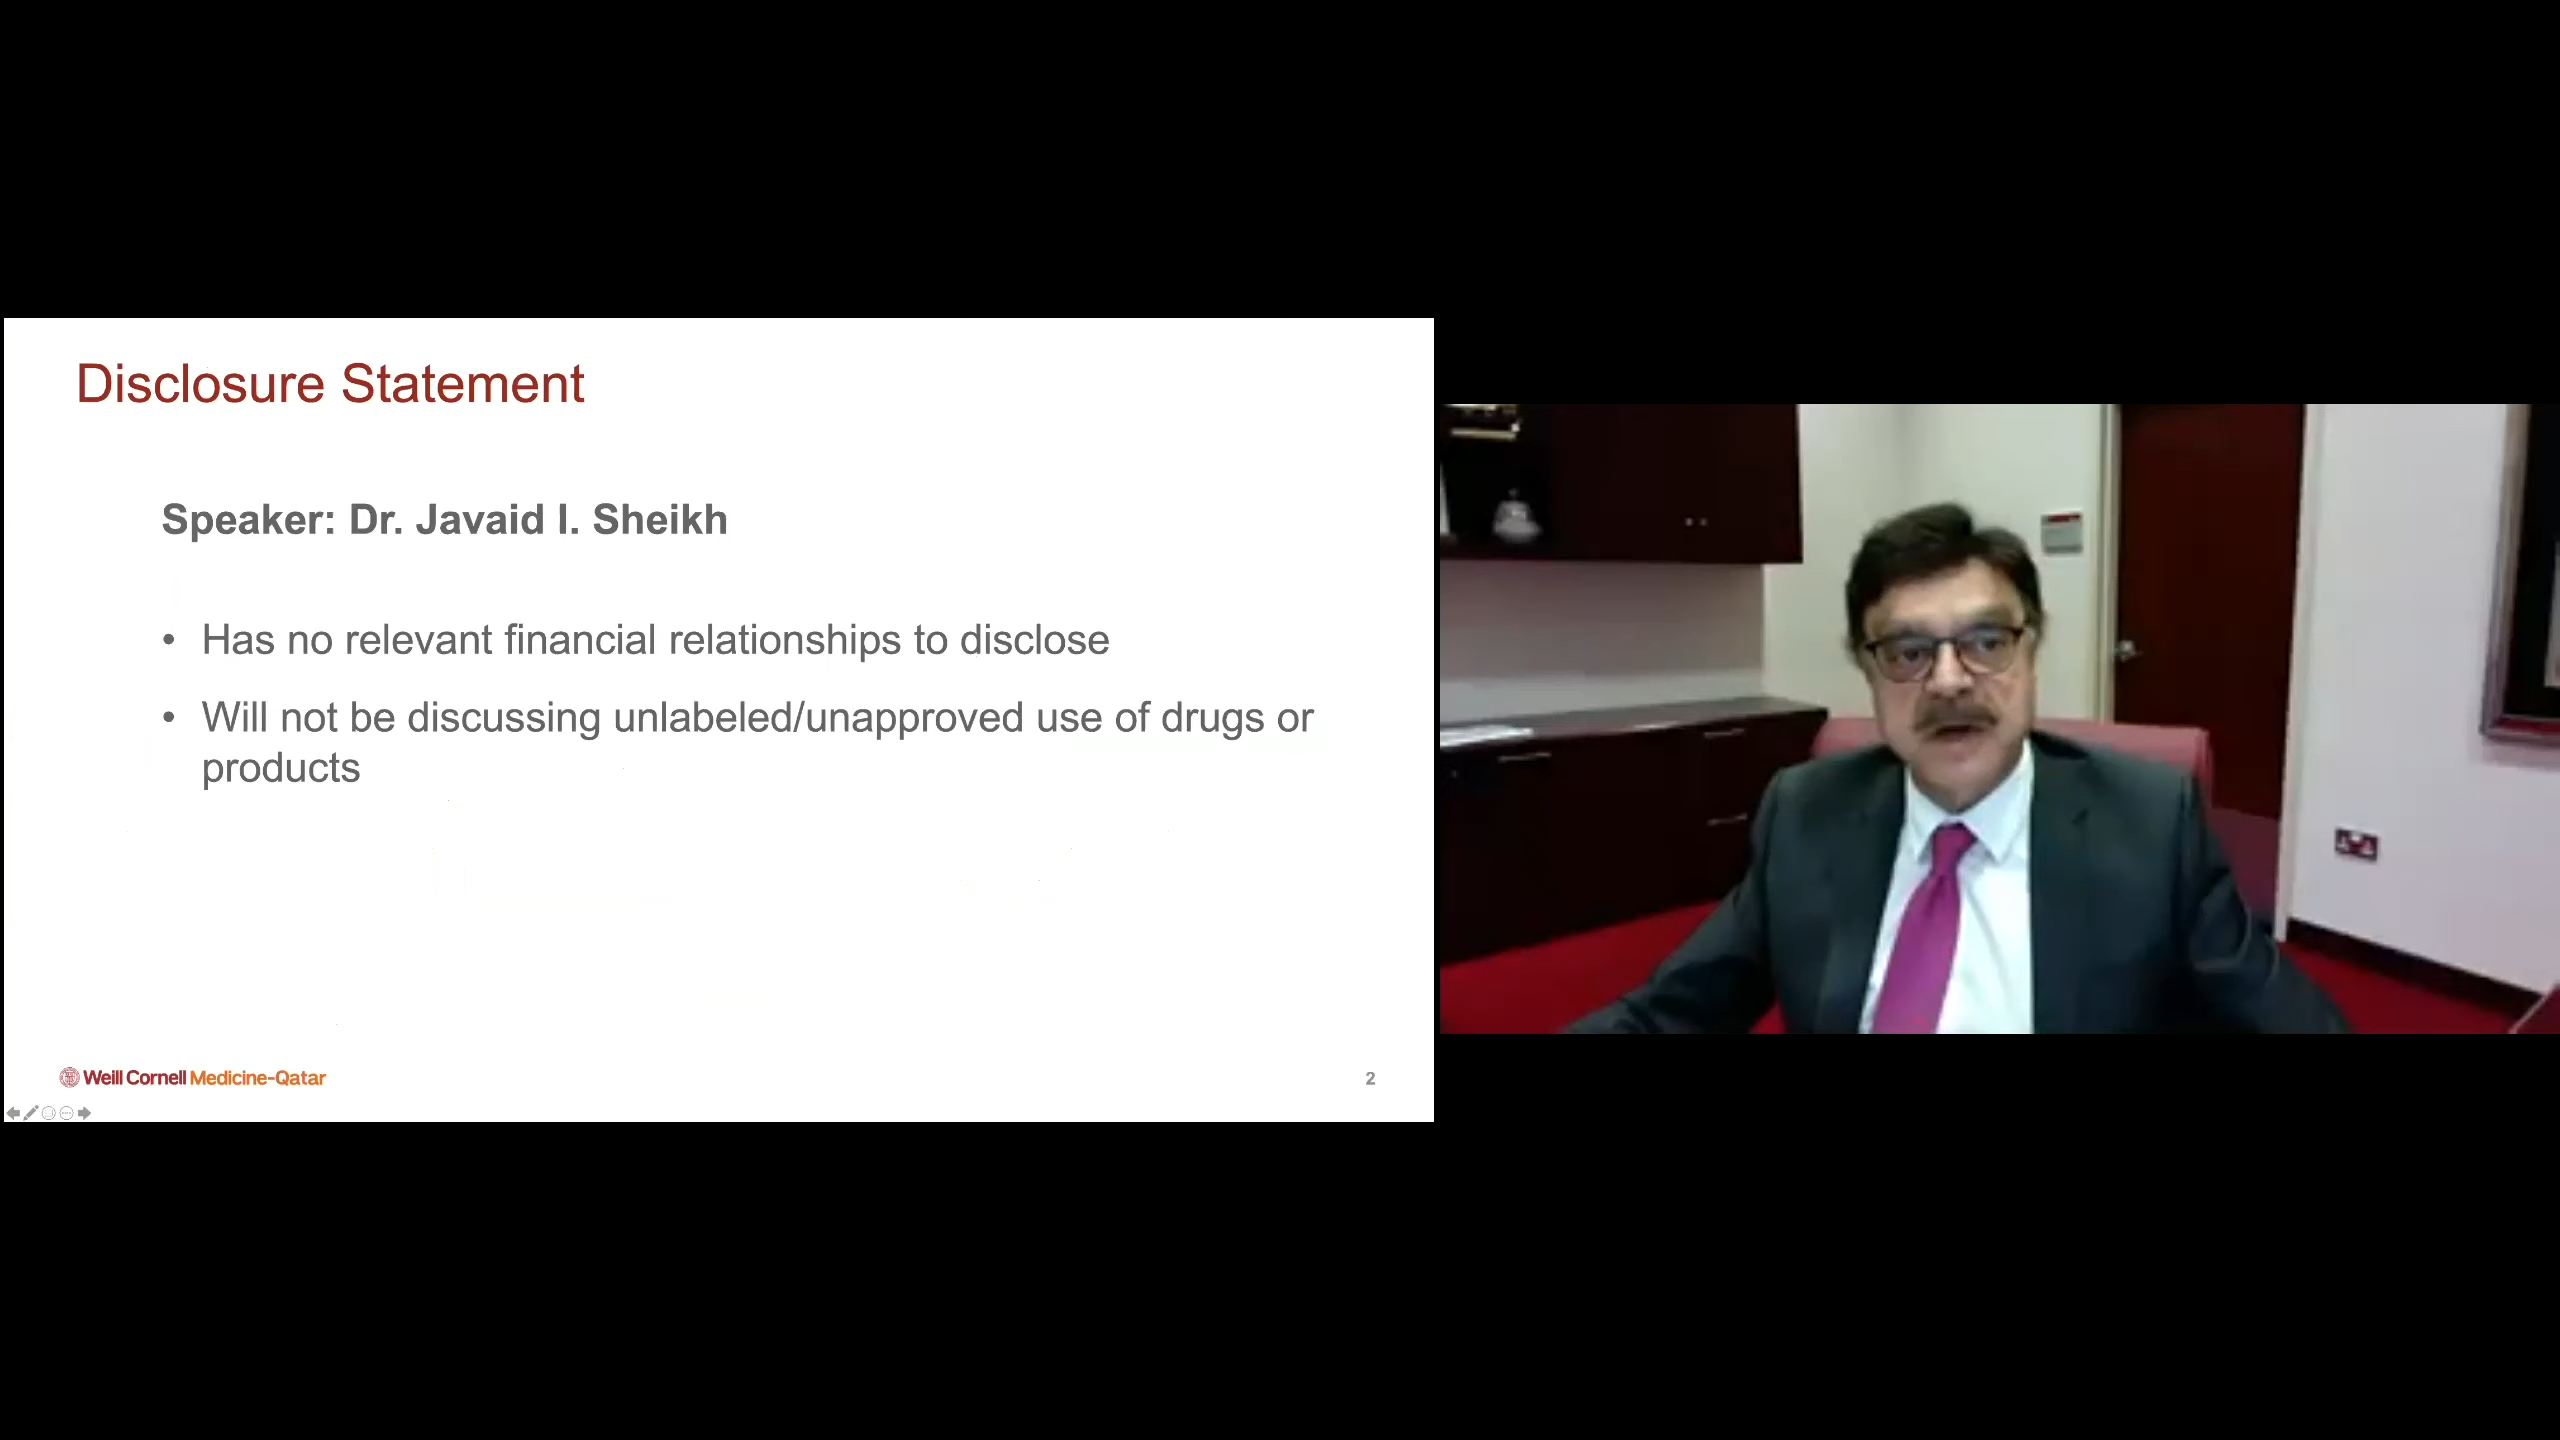 Disclosure Statement
Speaker: Dr. Javaid I. Sheikh
• Has no relevant financial relationships to disclose
• Will not be discussing unlabeled/unapproved use of drugs or
products
Weill Cornell Medicine-Qatar
2